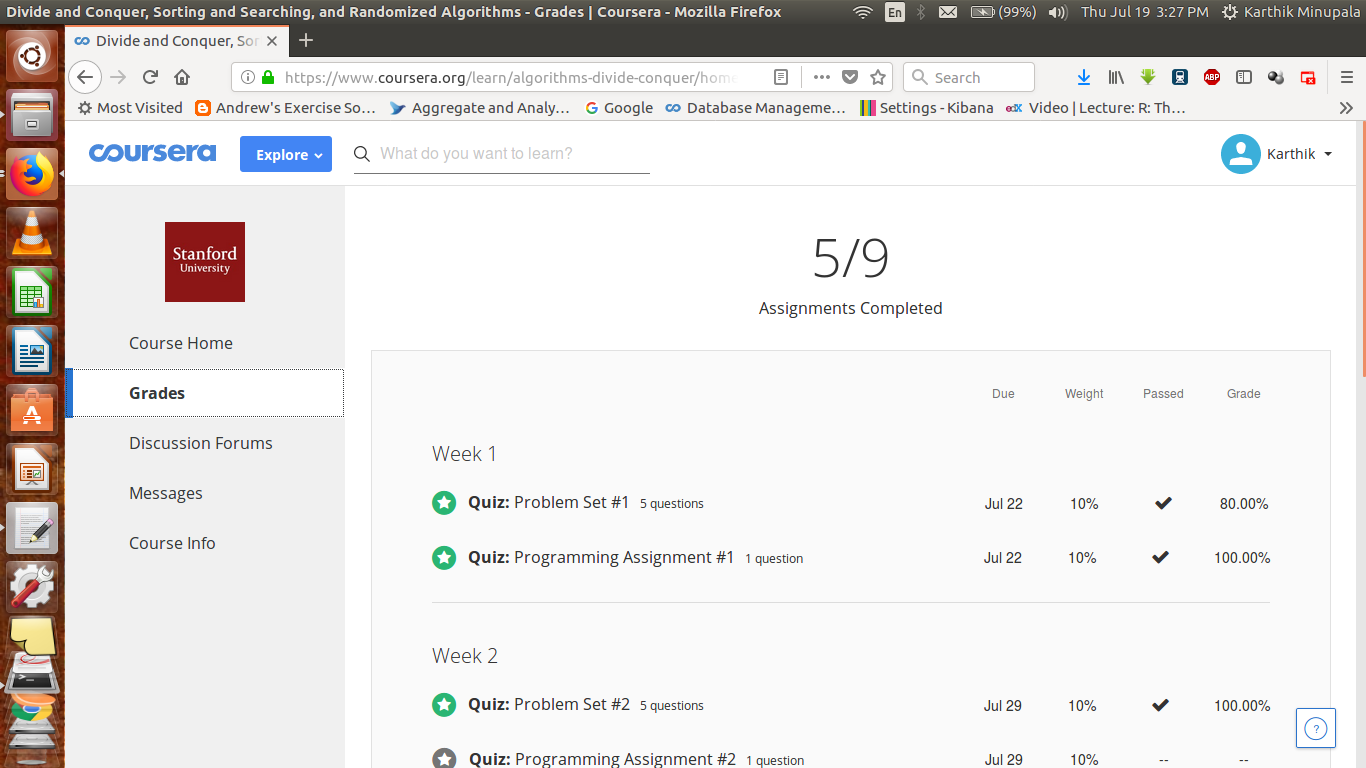 Divide and Conquer, Sorting and Searching, and Randomized Algorithms - Grades | Coursera - Mozilla Firefox En (99%) Thu Jul 19 3:27 PM Karthik Minupala
Divide and Conquer, Sor
https://www.coursera.org/learn/algorithms-divide-conquer/home Search ABP
Most Visited Andrew's Exercise So… Aggregate and Analy… Google Database Manageme… Settings - Kibana edX Video | Lecture: R: Th…
coursera Explore What do you want to learn? Karthik
Stanford
University
5/9
Assignments Completed
Course Home
Grades
Discussion Forums
Messages
Course Info
Due Weight Passed Grade
Week 1
Quiz: Problem Set #1 5 questions Jul 22 10% 80.00%
Quiz: Programming Assignment #1 1 question Jul 22 10% 100.00%
Week 2
Quiz: Problem Set #2 5 questions Jul 29 10% 100.00%
Quiz: Programming Assignment #2 1 question Jul 29 10% -- --
?